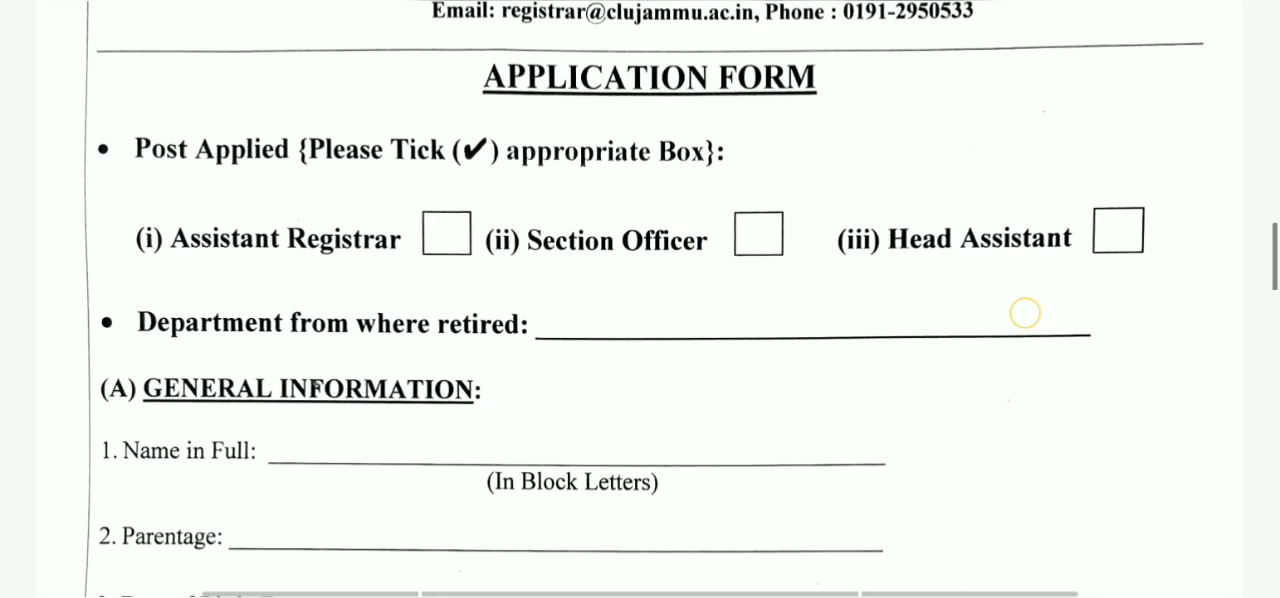 Email: registrar@clujammu.ac.in, Phone : 0191-2950533
APPLICATION FORM
• Post Applied {Please Tick (✔) appropriate Box}:
(i) Assistant Registrar (ii) Section Officer (iii) Head Assistant
• Department from where retired:
(A) GENERAL INFORMATION:
1. Name in Full:
(In Block Letters)
2. Parentage: